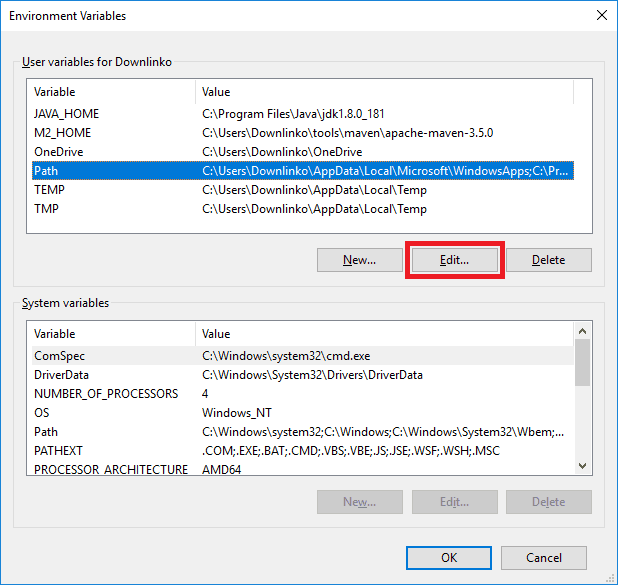 Environment Variables
User variables for Downlinko
Variable Value
JAVA_HOME C:\Program Files\Java\jdk1.8.0_181
M2_HOME C:\Users\Downlinko\tools\maven\apache-maven-3.5.0
OneDrive C:\Users\Downlinko\OneDrive
Path C:\Users\Downlinko\AppData\Local\Microsoft\WindowsApps;C:\Pr...
TEMP C:\Users\Downlinko\AppData\Local\Temp
TMP C:\Users\Downlinko\AppData\Local\Temp
New... Edit... Delete
System variables
Variable Value
ComSpec C:\Windows\system32\cmd.exe
DriverData C:\Windows\System32\Drivers\DriverData
NUMBER_OF_PROCESSORS 4
OS Windows_NT
Path C:\Windows\system32;C:\Windows;C:\Windows\System32\Wbem;...
PATHEXT .COM;.EXE;.BAT;.CMD;.VBS;.VBE;.JS;.JSE;.WSF;.WSH;.MSC
PROCESSOR_ARCHITECTURE AMD64
New... Edit... Delete
OK Cancel